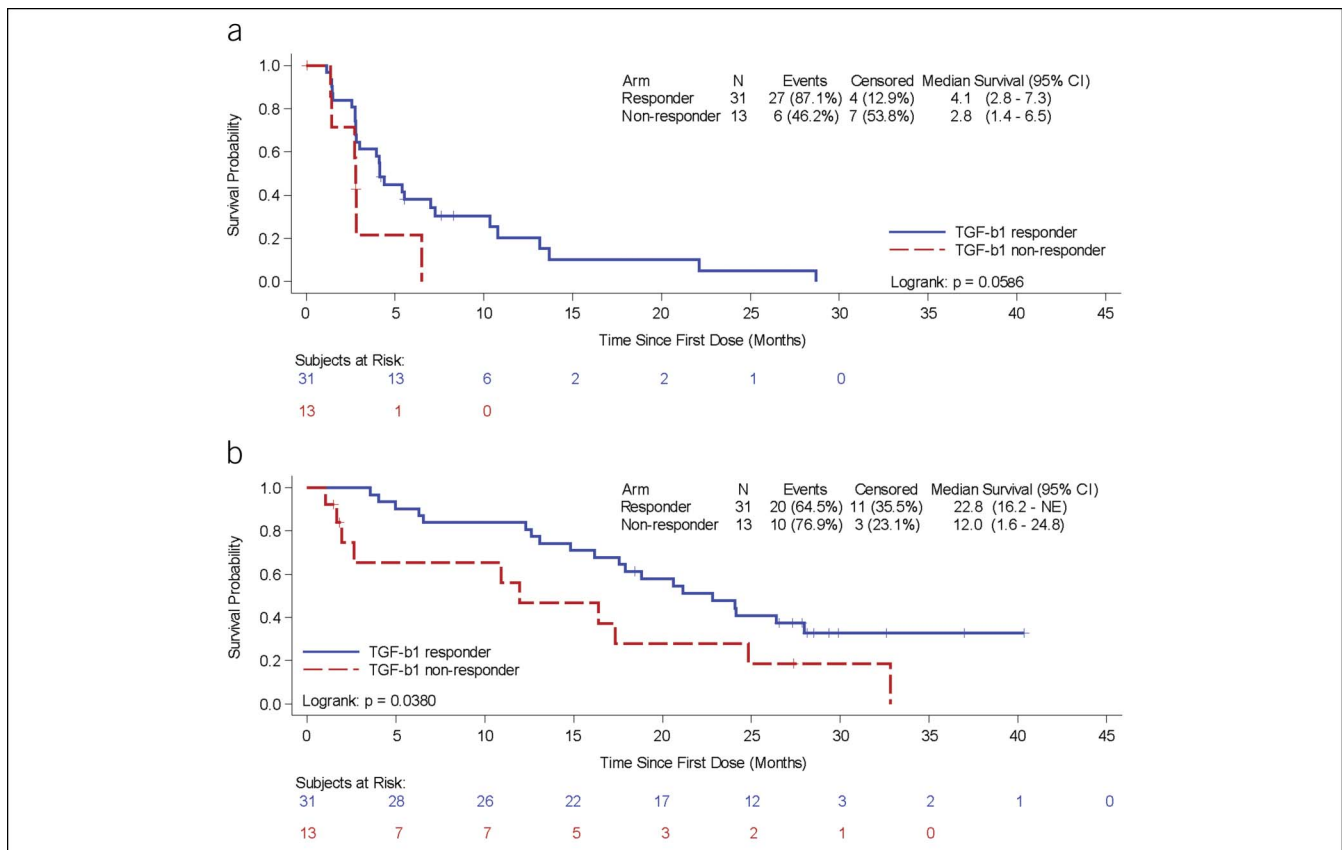 a
Arm N Events Censored Median Survival (95% CI)
Responder 31 27 (87.1%) 4 (12.9%) 4.1 (2.8 - 7.3)
Non-responder 13 6 (46.2%) 7 (53.8%) 2.8 (1.4 - 6.5)
1.0
0.8
0.6
0.4
0.2
0.0
Survival Probability
TGF-b1 responder
TGF-b1 non-responder
Logrank: p = 0.0586
0 5 10 15 20 25 30 35 40 45
Time Since First Dose (Months)
Subjects at Risk:
31 13 6 2 2 1 0
13 1 0
b
Arm N Events Censored Median Survival (95% CI)
Responder 31 20 (64.5%) 11 (35.5%) 22.8 (16.2 - NE)
Non-responder 13 10 (76.9%) 3 (23.1%) 12.0 (1.6 - 24.8)
1.0
0.8
0.6
0.4
0.2
0.0
Survival Probability
TGF-b1 responder
TGF-b1 non-responder
Logrank: p = 0.0380
0 5 10 15 20 25 30 35 40 45
Time Since First Dose (Months)
Subjects at Risk:
31 28 26 22 17 12 3 2 1 0
13 7 7 5 3 2 1 0